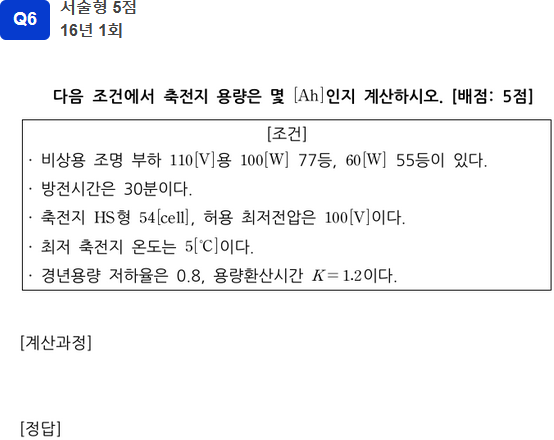 Q6
서술형 5점
16년 1회
다음 조건에서 축전지 용량은 몇 [Ah]인지 계산하시오. [배점: 5점]
[조건]
· 비상용 조명 부하 110[V]용 100[W] 77등, 60[W] 55등이 있다.
· 방전시간은 30분이다.
· 축전지 HS형 54[cell], 허용 최저전압은 100[V]이다.
· 최저 축전지 온도는 5[℃]이다.
· 경년용량 저하율은 0.8, 용량환산시간 K=1.2이다.
[계산과정]
[정답]